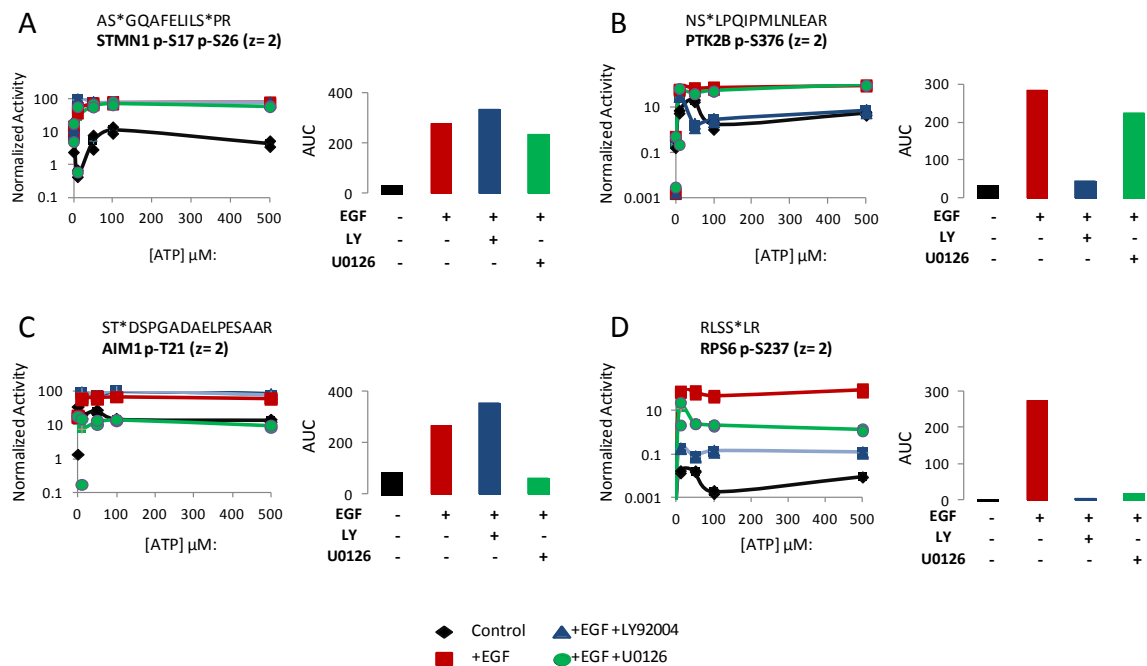 A
AS*GQAFELILS*PR
STMN1 p-S17 p-S26 (z= 2)
Normalized Activity
100
10
1
0.1
0 100 200 300 400 500
[ATP] μM:
AUC
400
200
0
EGF - + + +
LY - - + -
U0126 - - - +
B
NS*LPQIPMLNLEAR
PTK2B p-S376 (z= 2)
Normalized Activity
10
0.1
0.001
0 100 200 300 400 500
[ATP] μM:
AUC
300
200
100
0
EGF - + + +
LY - - + -
U0126 - - - +
C
ST*DSPGADAELPESAAR
AIM1 p-T21 (z= 2)
Normalized Activity
100
10
1
0.1
0 100 200 300 400 500
[ATP] μM:
AUC
400
200
0
EGF - + + +
LY - - + -
U0126 - - - +
D
RLSS*LR
RPS6 p-S237 (z= 2)
Normalized Activity
10
0.1
0.001
0 100 200 300 400 500
[ATP] μM:
AUC
300
200
100
0
EGF - + + +
LY - - + -
U0126 - - - +
Control +EGF+LY92004
+EGF +EGF+U0126